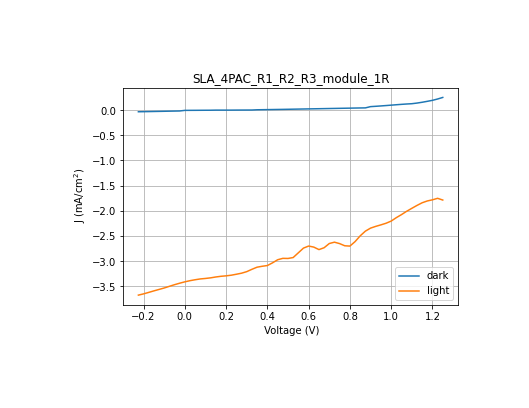 SLA_4PAC_R1_R2_R3_module_1R
J (mA/cm²)
0.0
−0.5
−1.0
−1.5
−2.0
−2.5
−3.0
−3.5
dark
light
−0.2 0.0 0.2 0.4 0.6 0.8 1.0 1.2
Voltage (V)